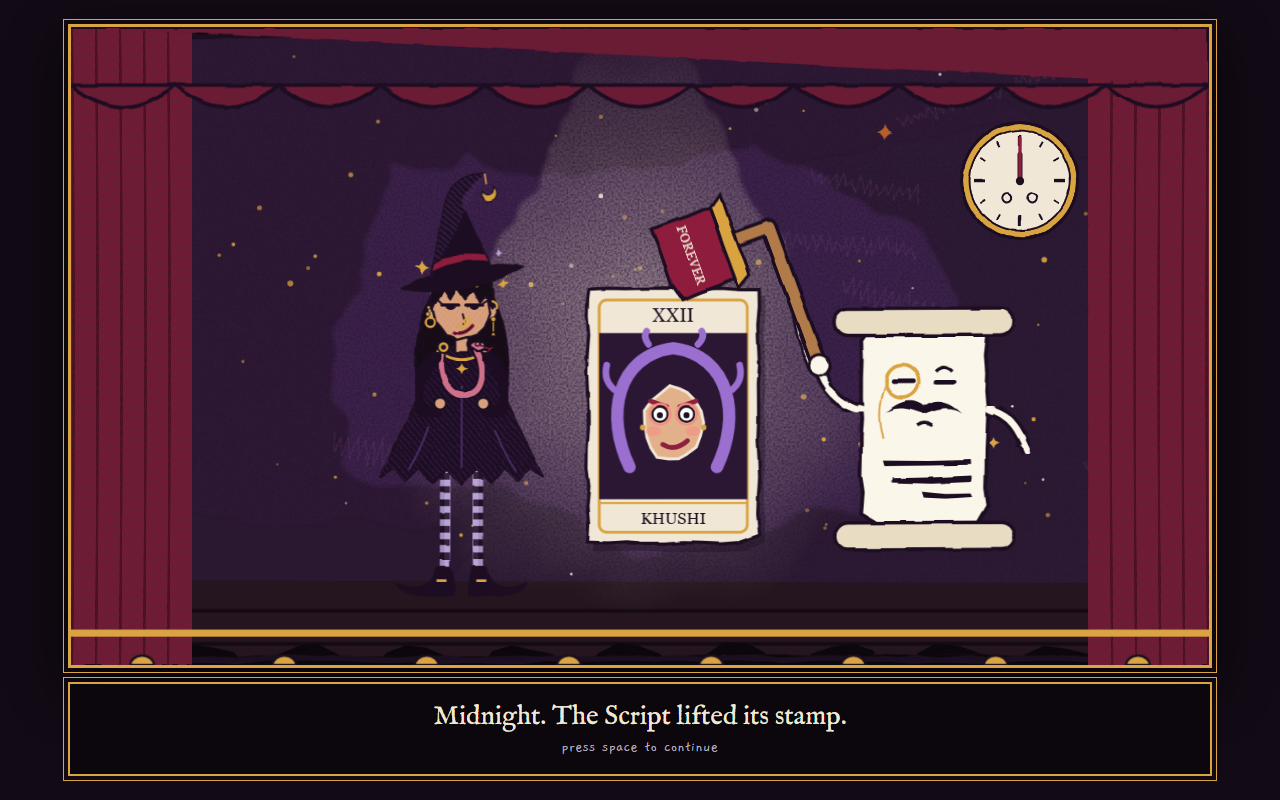 FOREVER
XXII
KHUSHI
Midnight. The Script lifted its stamp.
press space to continue